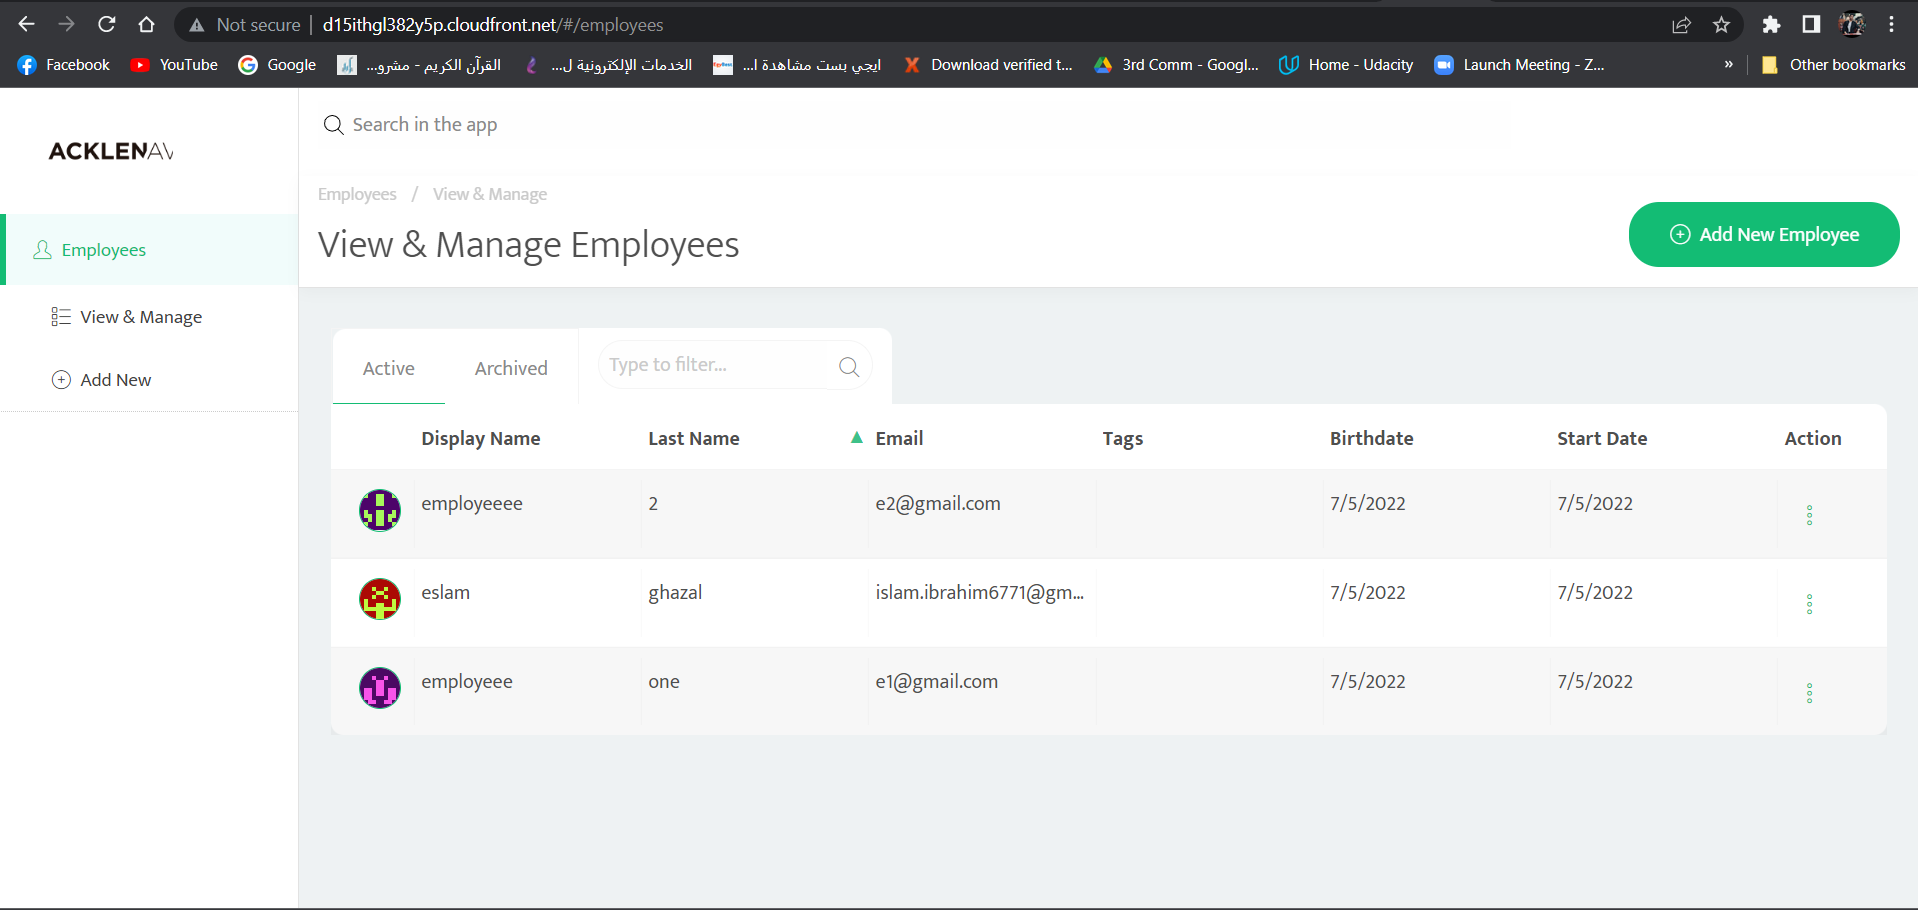 Not secure | d15ithgl382y5p.cloudfront.net/#/employees
Facebook YouTube Google القرآن الكريم - مشرو... الخدمات الإلكترونية ل... ايجي بست مشاهدة ا... Download verified t... 3rd Comm - Googl... Home - Udacity Launch Meeting - Z... » Other bookmarks
Search in the app
ACKLENAV
Employees / View & Manage
View & Manage Employees
Add New Employee
Employees
View & Manage
Add New
Active Archived Type to filter...
Display Name Last Name Email Tags Birthdate Start Date Action
employeeee 2 e2@gmail.com 7/5/2022 7/5/2022
eslam ghazal islam.ibrahim6771@gm... 7/5/2022 7/5/2022
employeee one e1@gmail.com 7/5/2022 7/5/2022